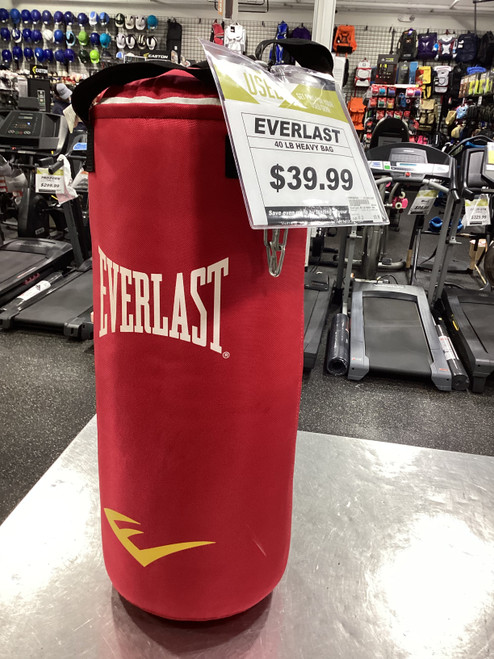 USED
EVERLAST
40 LB HEAVY BAG
$39.99
EVERLAST
®